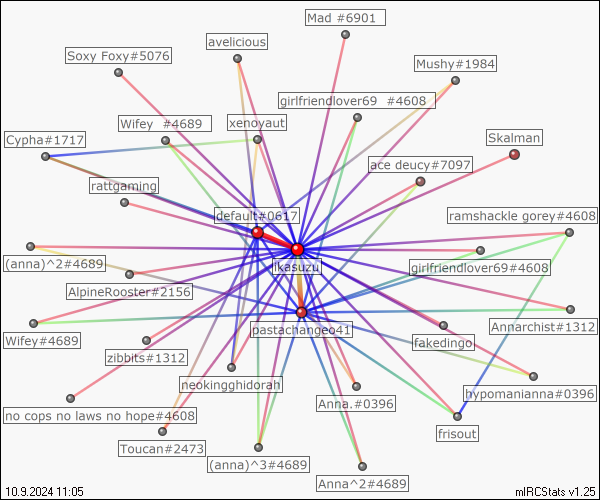 Mad #6901
avelicious
Soxy Foxy#5076
Mushy#1984
girlfriendlover69 #4608
Wifey #4689
xenoyaut
Cypha#1717
Skalman
ace deucy#7097
rattgaming
default#0617
ramshackle gorey#4608
(anna)^2#4689
jikasuzu
girlfriendlover69#4608
AlpineRooster#2156
Annarchist#1312
pastachangeo41
Wifey#4689
fakedingo
zibbits#1312
neokingghidorah
hypomanianna#0396
Anna.#0396
no cops no laws no hope#4608
frisout
Toucan#2473
(anna)^3#4689
Anna^2#4689
10.9.2024 11:05
mIRCStats v1.25